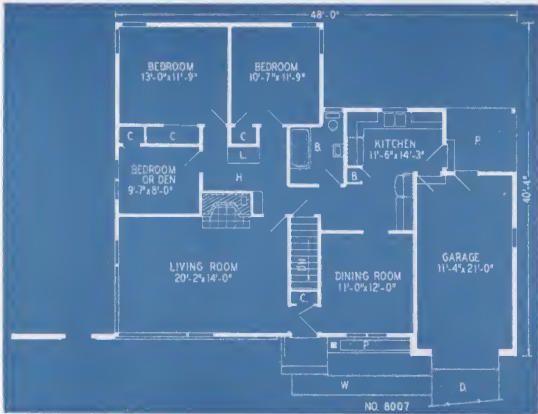 48'-0"
BEDROOM
13'-0"x11'-9"
BEDROOM
10'-7"x11'-9"
C
C
C
L
B.
KITCHEN
11'-6"x14'-3"
P.
BEDROOM
OR DEN
9'-7"x8'-0"
H
B.
40'-4"
LIVING ROOM
20'-2"x14'-0"
DN
C.
DINING ROOM
11'-0"x12'-0"
GARAGE
11'-4"x21'-0"
P
W
D.
NO. 8007